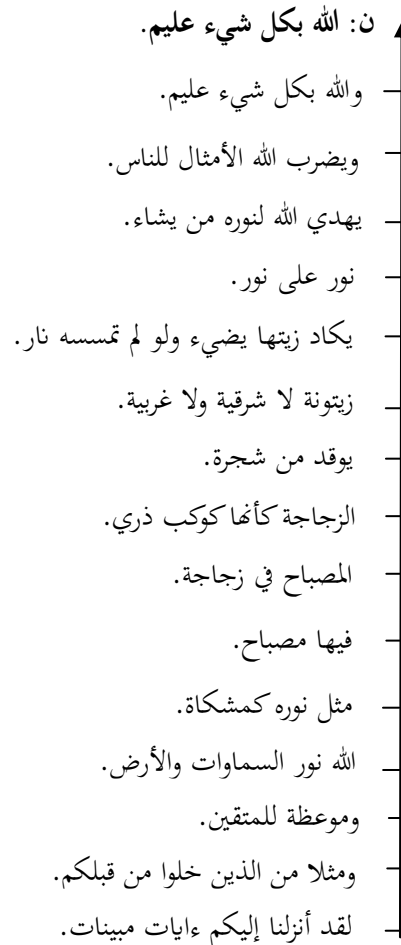 ن: الله بكل شيء عليم.
والله بكل شيء عليم.
ويضرب الله الأمثال للناس.
يهدي الله لنوره من يشاء.
نور على نور.
يكاد زيتها يضيء ولو لم تمسسه نار.
زيتونة لا شرقية ولا غربية.
يوقد من شجرة.
الزجاجة كأنها كوكب ذري.
المصباح في زجاجة.
فيها مصباح.
مثل نوره كمشكاة.
الله نور السماوات والأرض.
وموعظة للمتقين.
ومثلا من الذين خلوا من قبلكم.
لقد أنزلنا إليكم ءايات مبينات.